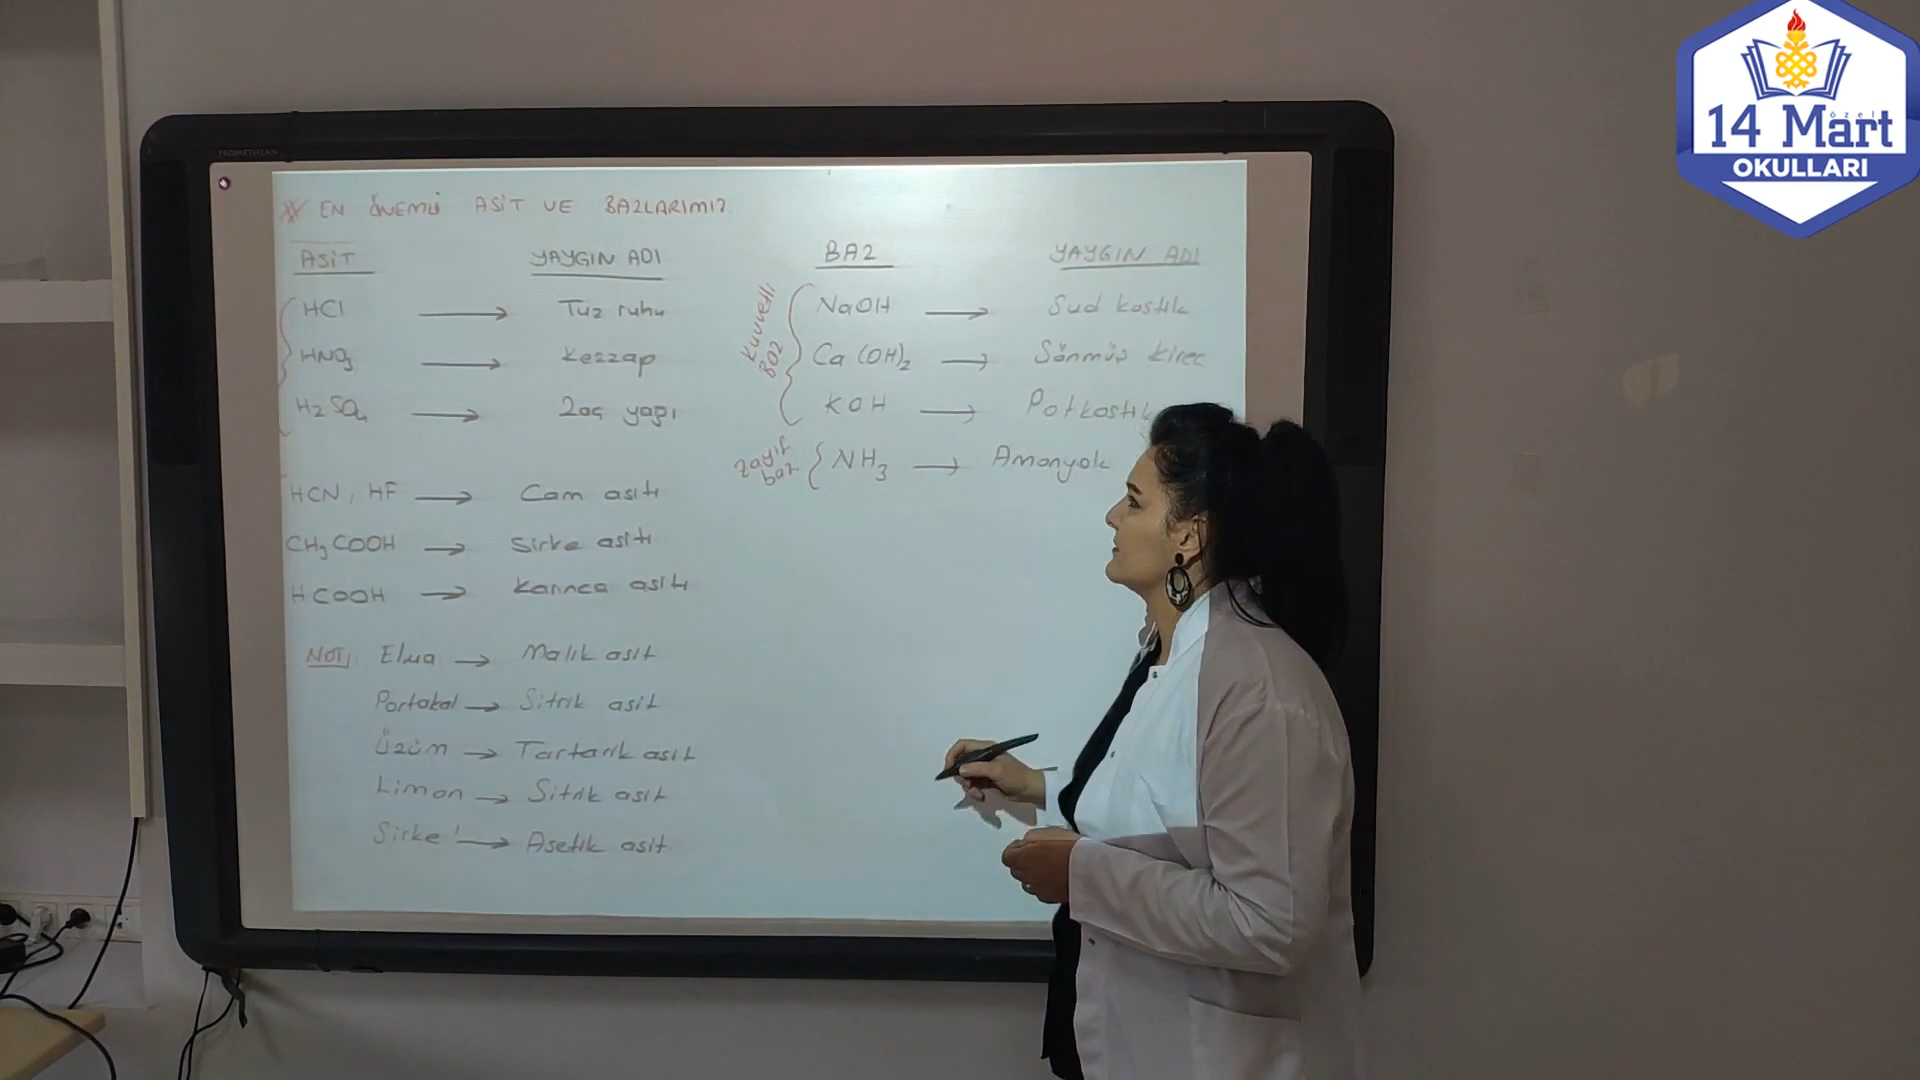 PROMETHEAN
EN ÖNEMLİ ASİT VE BAZLARIMIZ
ASİT YAYGIN ADI
HCl → Tuz ruhu
HNO3 → Kezzap
H2SO4 → Zaç yağı
HCN, HF → Cam asiti
CH3COOH → Sirke asiti
HCOOH → Karınca asiti
NOT: Elma → Malik asit
Portakal → Sitrik asit
Üzüm → Tartarik asit
Limon → Sitrik asit
Sirke → Asetik asit
BAZ YAYGIN ADI
Kuvvetli Baz
NaOH → Sud kostik
Ca(OH)2 → Sönmüş kireç
KOH → Potkostik
Zayıf baz
NH3 → Amonyak
özel
14 Mart
OKULLARI